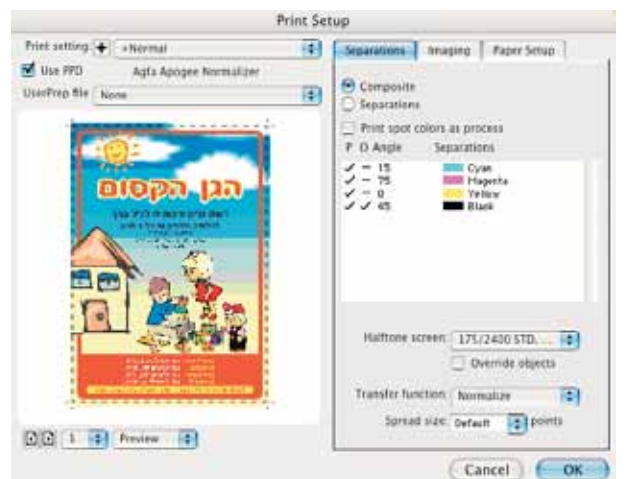 Print Setup
Print setting: +Normal
Use PPD Agfa Apogee Normalizer
UserPrep file None
הגן הקסום
1 Preview
Separations Imaging Paper Setup
Composite
Separations
Print spot colors as process
P O Angle Separations
15 Cyan
75 Magenta
0 Yellow
45 Black
Halftone screen: 175/2400 STD. ...
Override objects
Transfer function: Normalize
Spread size: Default points
Cancel OK